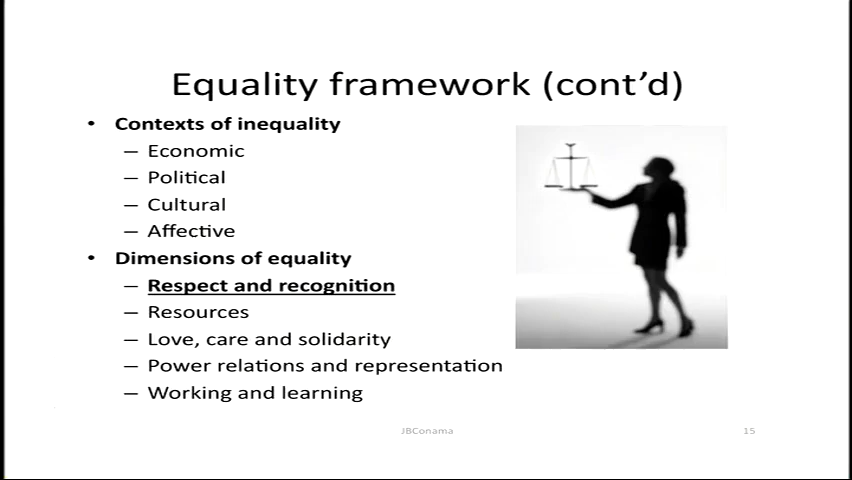 Equality framework (cont'd)
• Contexts of inequality
– Economic
– Political
– Cultural
– Affective
• Dimensions of equality
– Respect and recognition
– Resources
– Love, care and solidarity
– Power relations and representation
– Working and learning
JBConama
15